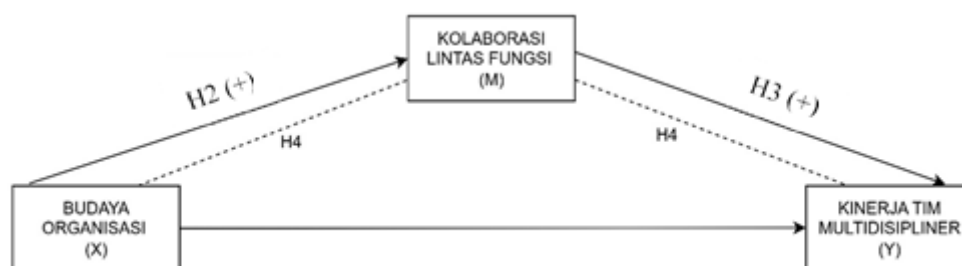 KOLABORASI
LINTAS FUNGSI
(M)
H2 (+)
H3 (+)
H4
H4
BUDAYA
ORGANISASI
(X)
KINERJA TIM
MULTIDISIPLINER
(Y)